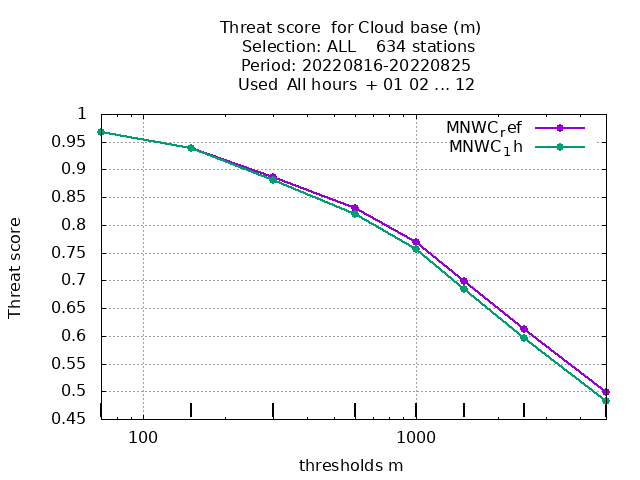 Threat score  for Cloud base (m)
Selection: ALL    634 stations
Period: 20220816-20220825
Used  All hours  + 01 02 ... 12
MNWC_ref
MNWC_1h
1
0.95
0.9
0.85
0.8
0.75
0.7
0.65
0.6
0.55
0.5
0.45
Threat score
100
1000
thresholds m